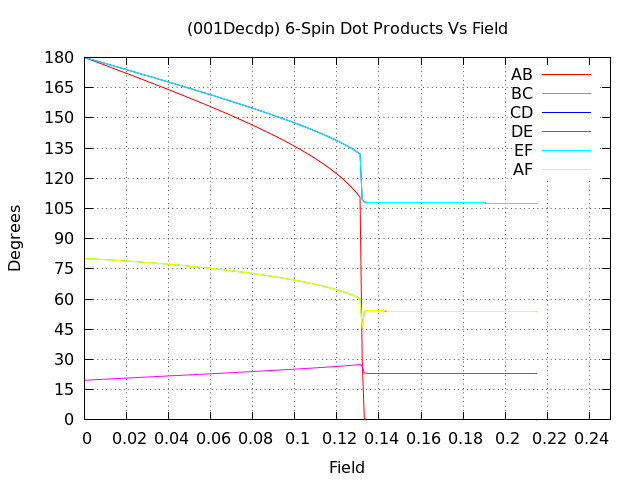 (001Decdp) 6-Spin Dot Products Vs Field
180
165
150
135
120
105
90
75
60
45
30
15
0
Degrees
AB
BC
CD
DE
EF
AF
0 0.02 0.04 0.06 0.08 0.1 0.12 0.14 0.16 0.18 0.2 0.22 0.24
Field